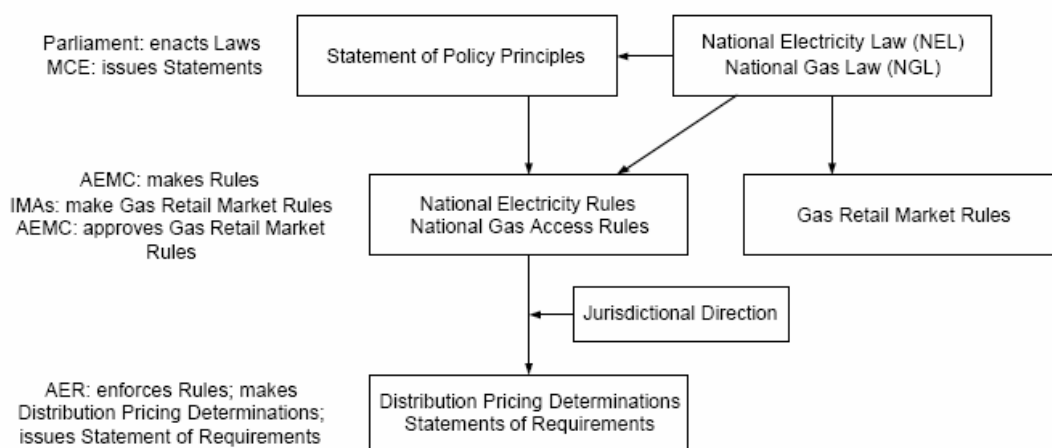 Parliament: enacts Laws
MCE: issues Statements
Statement of Policy Principles
National Electricity Law (NEL)
National Gas Law (NGL)
AEMC: makes Rules
IMAs: make Gas Retail Market Rules
AEMC: approves Gas Retail Market
Rules
National Electricity Rules
National Gas Access Rules
Gas Retail Market Rules
Jurisdictional Direction
AER: enforces Rules; makes
Distribution Pricing Determinations;
issues Statement of Requirements
Distribution Pricing Determinations
Statements of Requirements